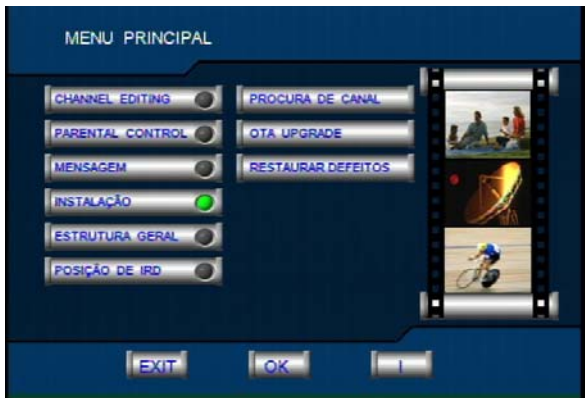 MENU PRINCIPAL
CHANNEL EDITING
PARENTAL CONTROL
MENSAGEM
INSTALAÇÃO
ESTRUTURA GERAL
POSIÇÃO DE IRD
PROCURA DE CANAL
OTA UPGRADE
RESTAURAR DEFEITOS
EXIT
OK
I